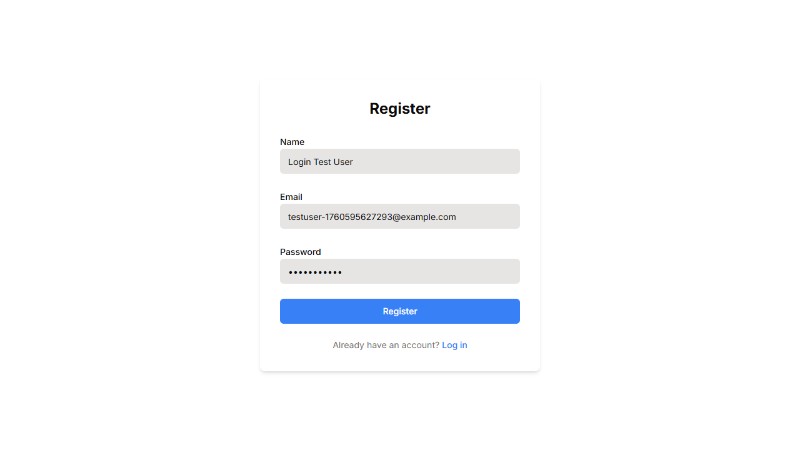 Register
Name
Login Test User
Email
testuser-1760595627293@example.com
Password
•••••••••••
Register
Already have an account? Log in